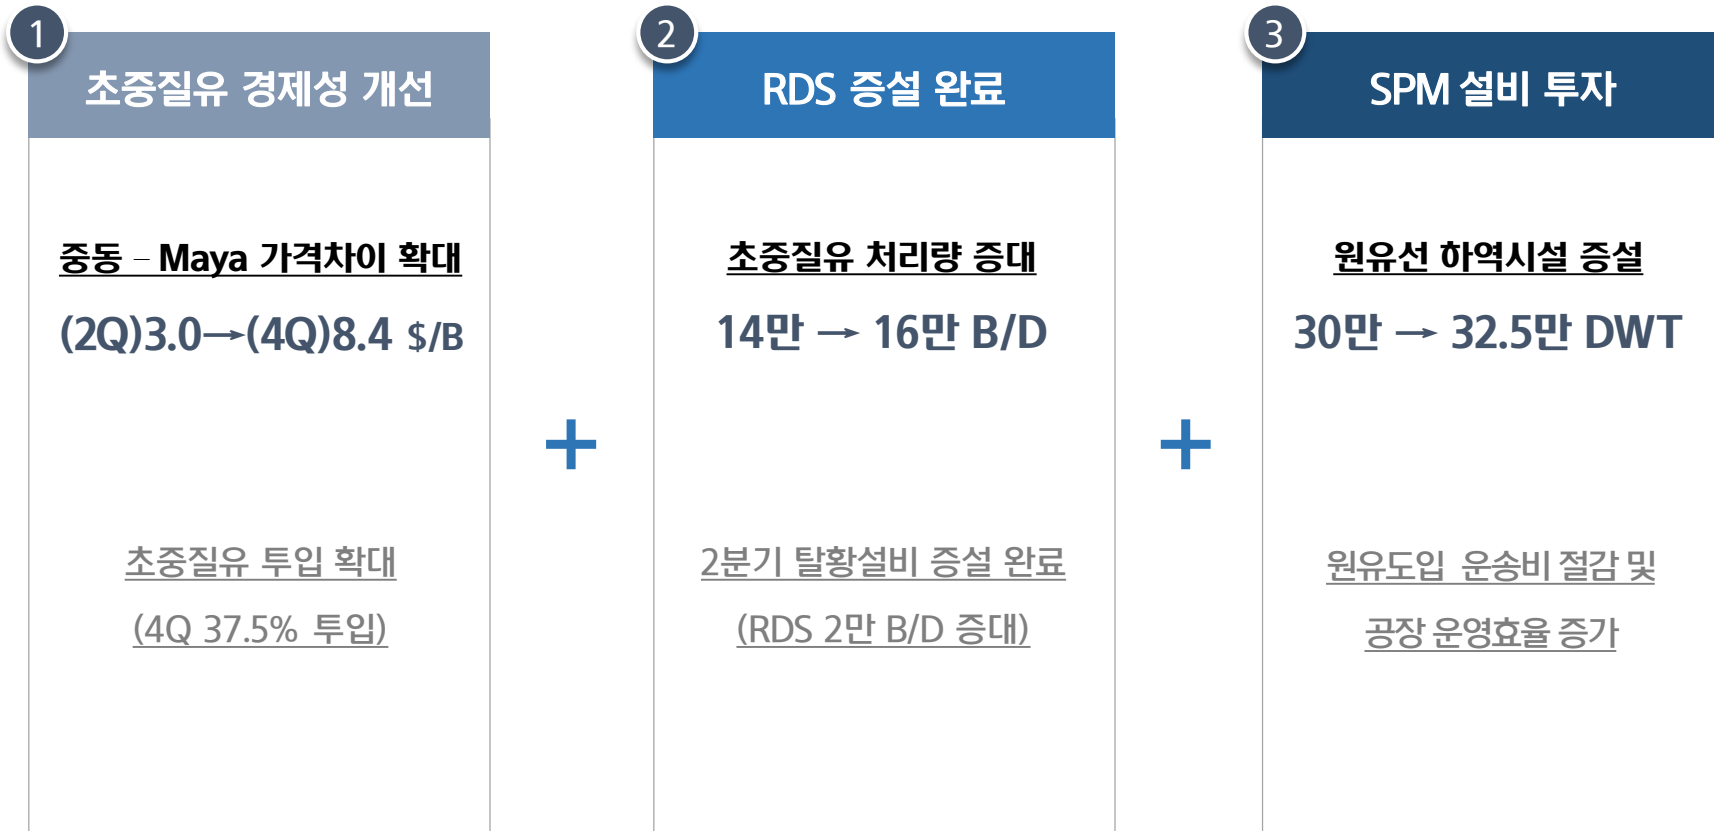 1
초중질유 경제성 개선
중동 – Maya 가격차이 확대
(2Q)3.0→(4Q)8.4 $/B
초중질유 투입 확대
(4Q 37.5% 투입)
+
2
RDS 증설 완료
초중질유 처리량 증대
14만 → 16만 B/D
2분기 탈황설비 증설 완료
(RDS 2만 B/D 증대)
+
3
SPM 설비 투자
원유선 하역시설 증설
30만 → 32.5만 DWT
원유도입 운송비 절감 및
공장 운영효율 증가